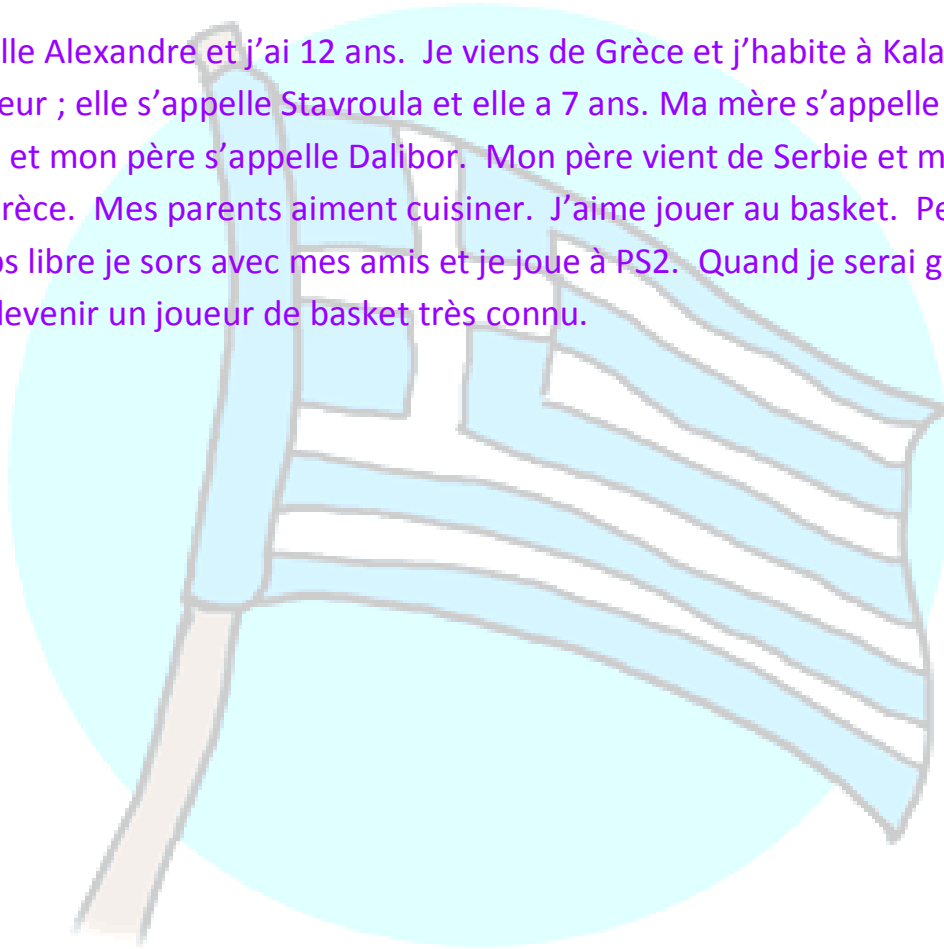 lle Alexandre et j’ai 12 ans.  Je viens de Grèce et j’habite à Kala
eur ; elle s’appelle Stavroula et elle a 7 ans. Ma mère s’appelle
et mon père s’appelle Dalibor.  Mon père vient de Serbie et m
rèce.  Mes parents aiment cuisiner.  J’aime jouer au basket.  Pe
s libre je sors avec mes amis et je joue à PS2.  Quand je serai g
devenir un joueur de basket très connu.